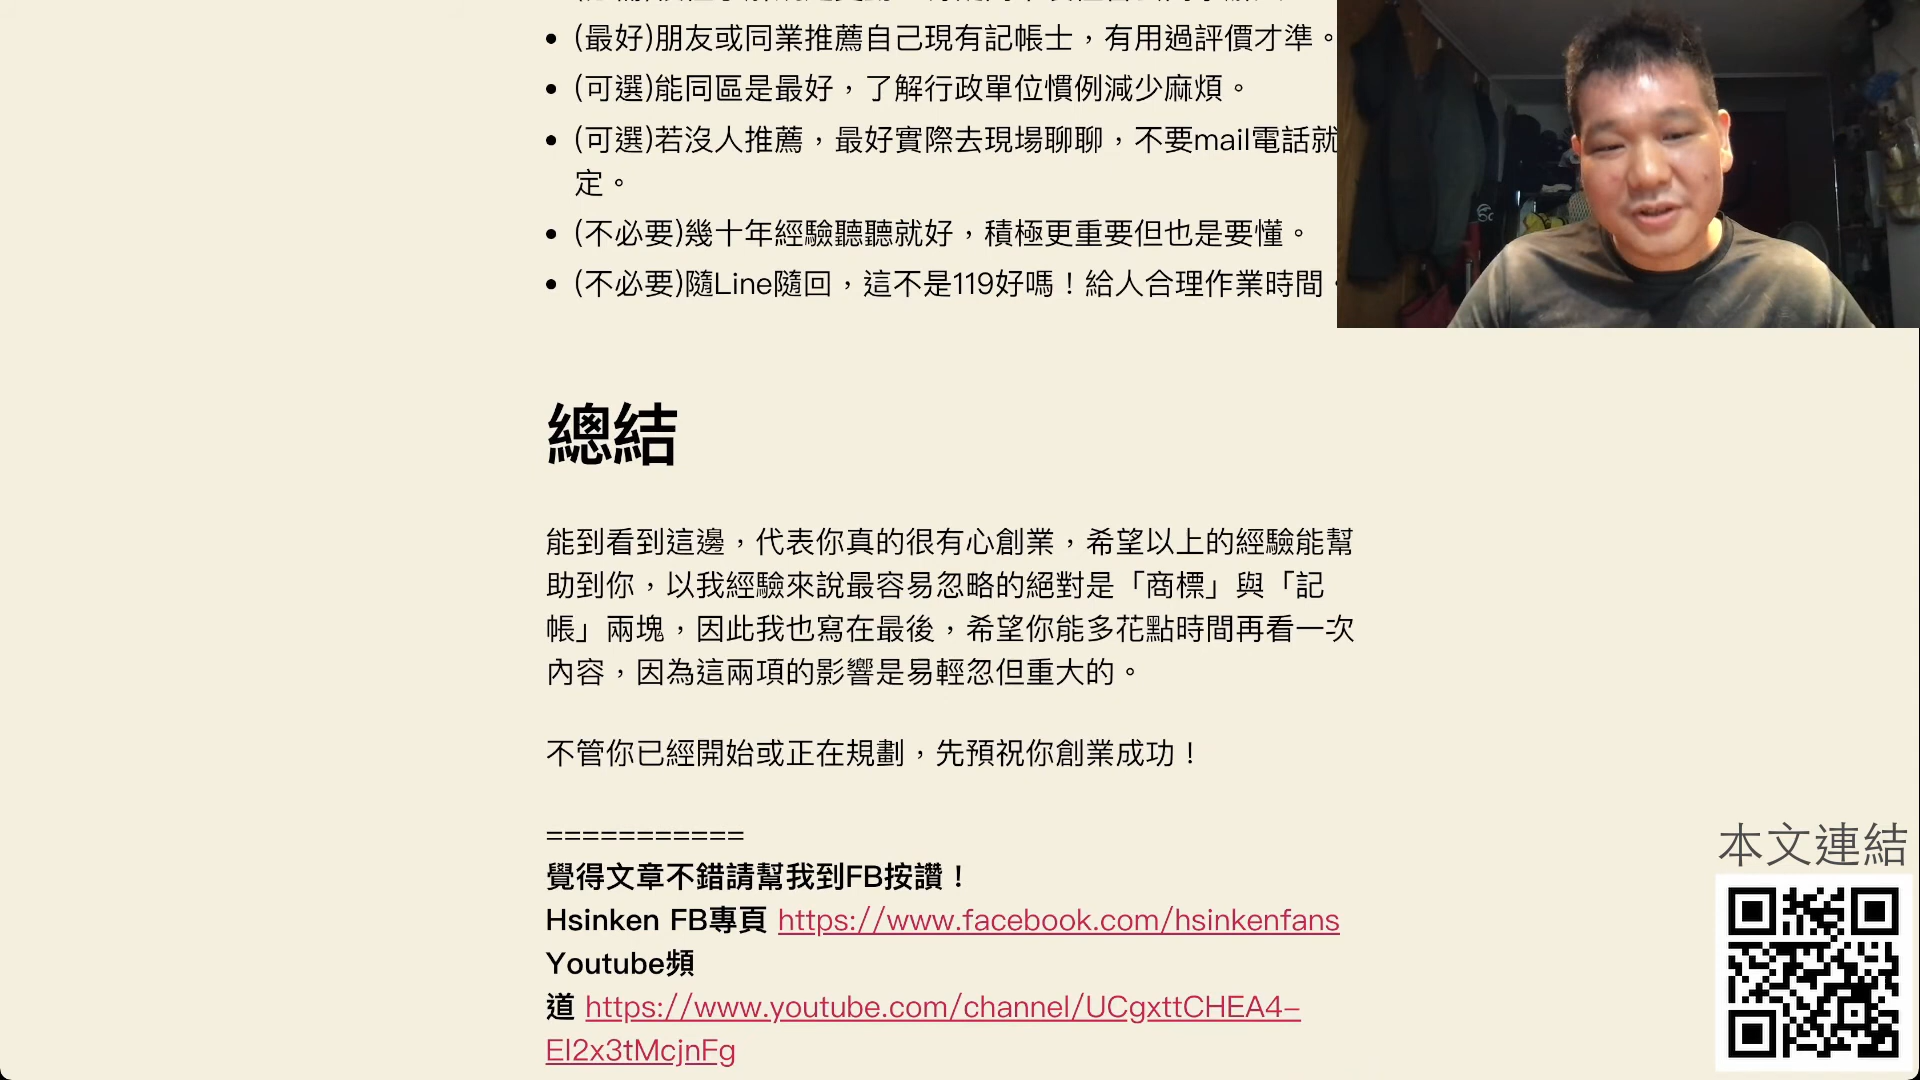 (最好)朋友或同業推薦自己現有記帳士，有用過評價才準。
(可選)能同區是最好，了解行政單位慣例減少麻煩。
(可選)若沒人推薦，最好實際去現場聊聊，不要mail電話就
定。
(不必要)幾十年經驗聽聽就好，積極更重要但也是要懂。
(不必要)隨Line隨回，這不是119好嗎！給人合理作業時間。
總結
能到看到這邊，代表你真的很有心創業，希望以上的經驗能幫
助到你，以我經驗來說最容易忽略的絕對是「商標」與「記
帳」兩塊，因此我也寫在最後，希望你能多花點時間再看一次
內容，因為這兩項的影響是易輕忽但重大的。
不管你已經開始或正在規劃，先預祝你創業成功！
===========
覺得文章不錯請幫我到FB按讚！
Hsinken FB專頁 https://www.facebook.com/hsinkenfans
Youtube頻
道 https://www.youtube.com/channel/UCgxttCHEA4-
El2x3tMcjnFg
本文連結